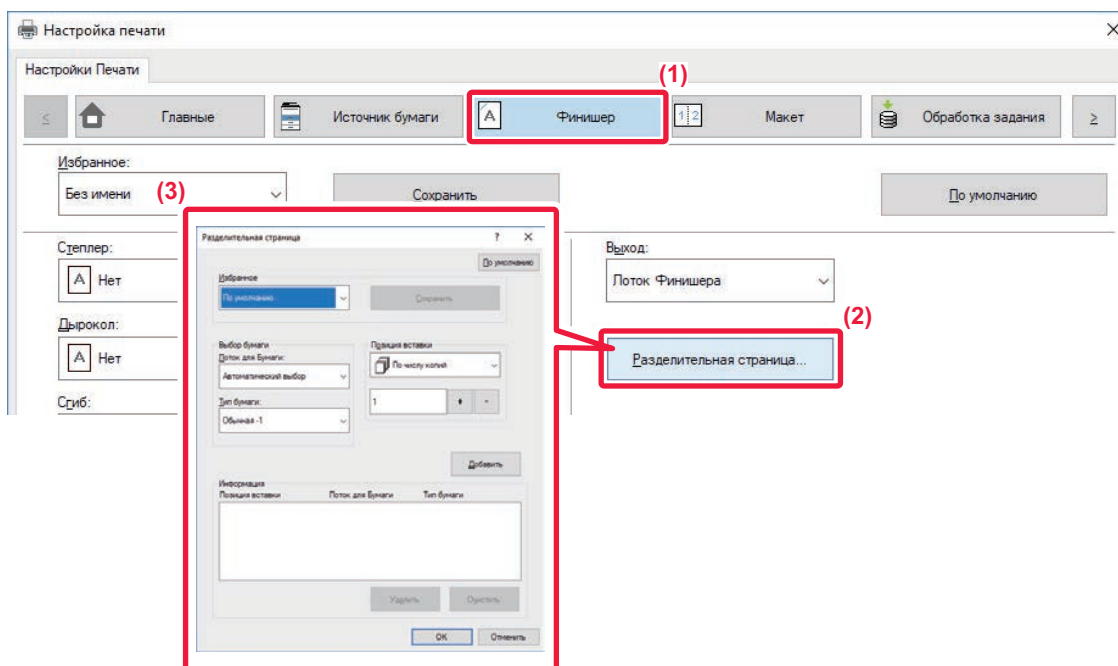 Настройка печати
Настройки Печати
(1)
≤ Главные Источник бумаги A Финишер 1 2 Макет Обработка задания ≥
Избранное:
Без имени Сохранить По умолчанию
(3)
Степлер:
A Нет
Дырокол:
A Нет
Сгиб:
Выход:
Лоток Финишера
(2)
Разделительная страница...
Разделительная страница ? ×
По умолчанию
Избранное
По умолчанию Сохранить
Выбор бумаги
Лоток для Бумаги:
Автоматический выбор
Тип бумаги:
Обычная -1
Позиция вставки
По числу копий
1 + -
Добавить
Информация
Позиция вставки Лоток для Бумаги Тип бумаги
Удалить Очистить
OK Отменить